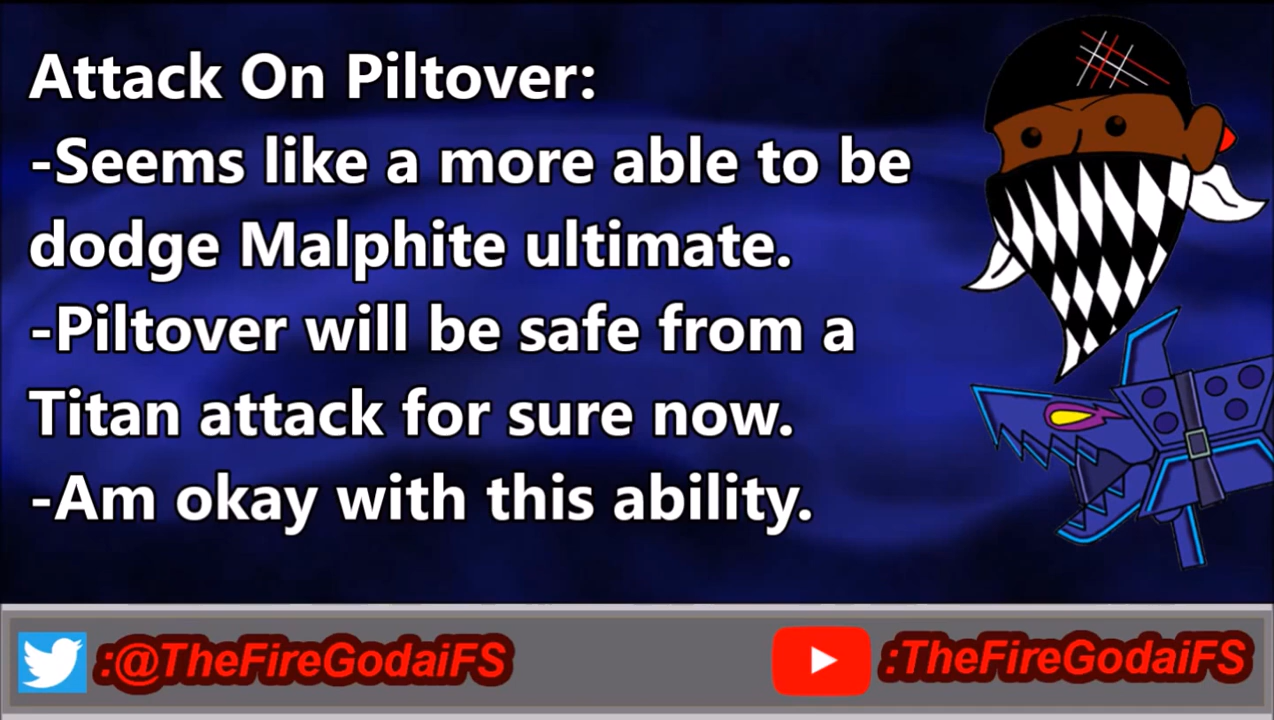 Attack On Piltover:
-Seems like a more able to be
dodge Malphite ultimate.
-Piltover will be safe from a
Titan attack for sure now.
-Am okay with this ability.
:@TheFireGodaiFS
:TheFireGodaiFS